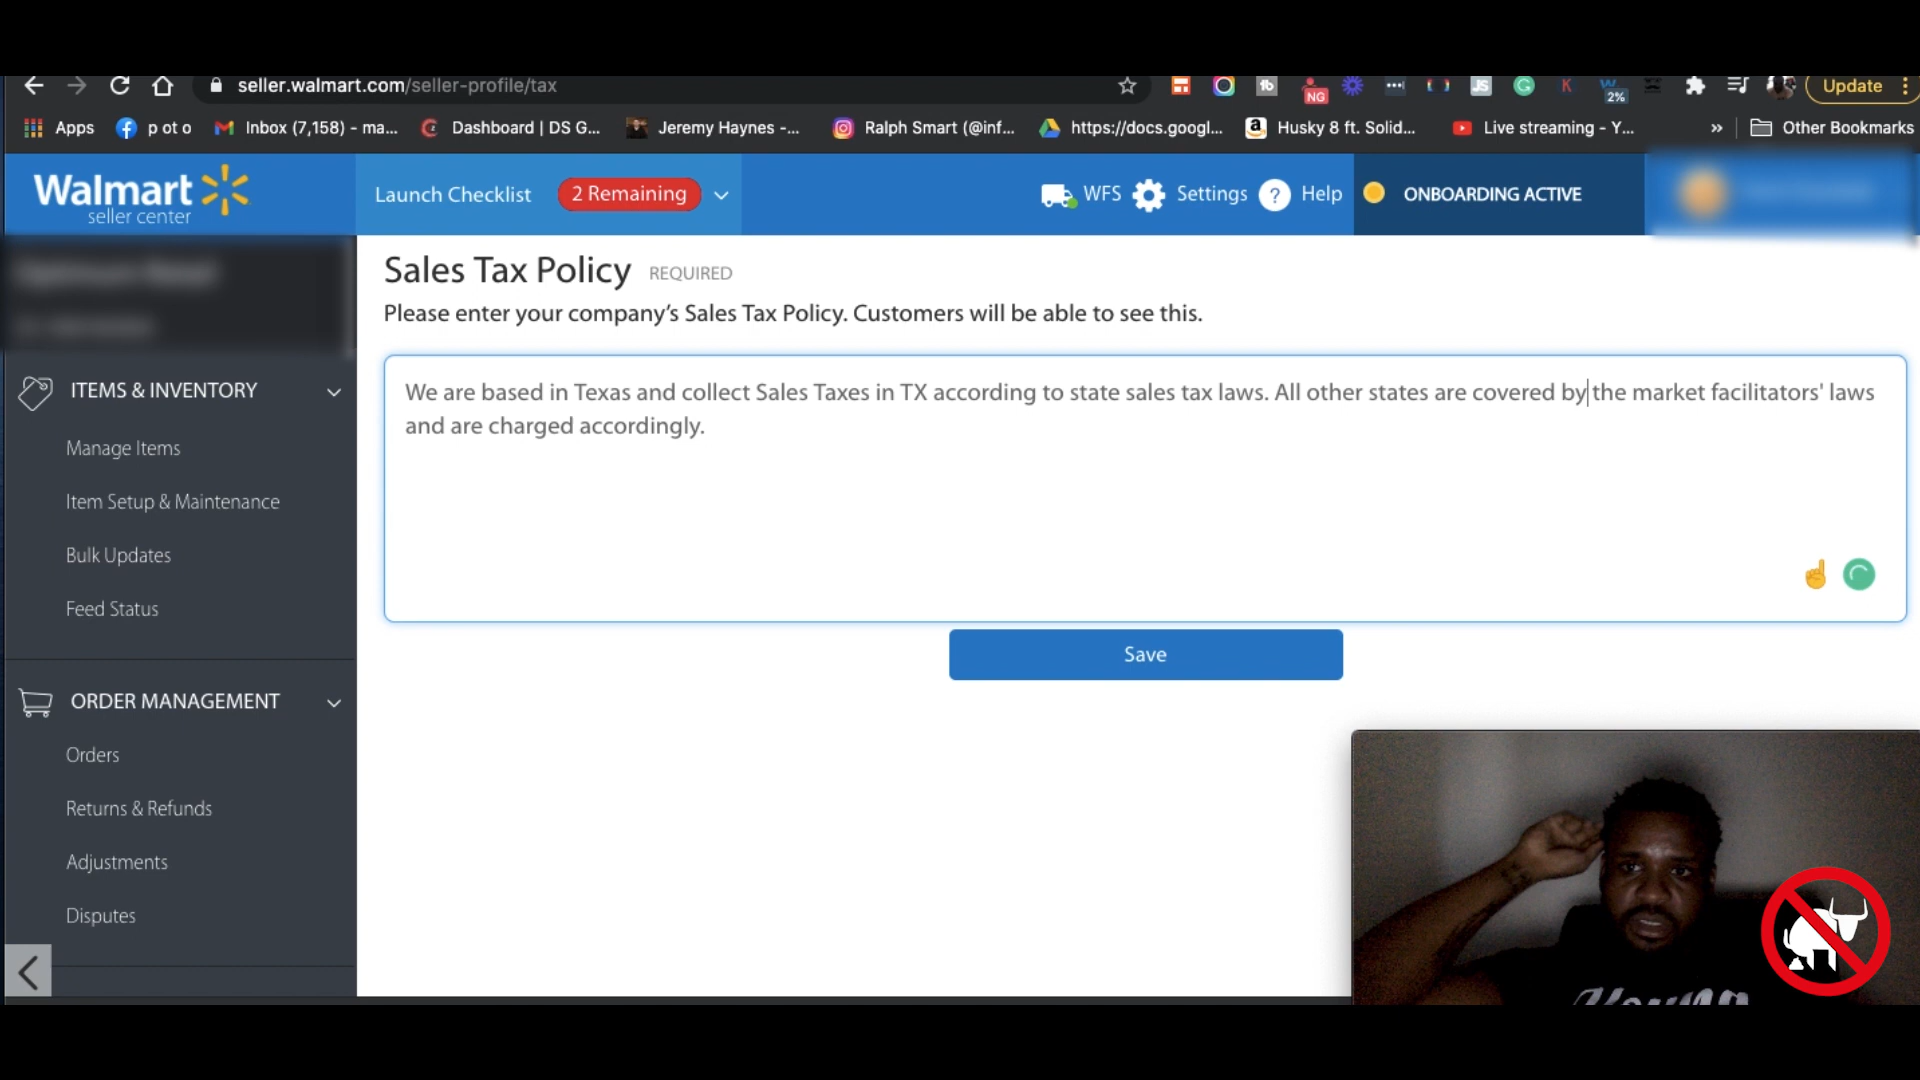 seller.walmart.com/seller-profile/tax
Update
NG
2%
Apps
p ot o
Inbox (7,158) - ma...
Dashboard | DS G...
Jeremy Haynes -...
Ralph Smart (@inf...
https://docs.googl...
Husky 8 ft. Solid...
Live streaming - Y...
»
Other Bookmarks
Walmart
seller center
Launch Checklist
2 Remaining
WFS
Settings
Help
ONBOARDING ACTIVE
Sales Tax Policy REQUIRED
Please enter your company's Sales Tax Policy. Customers will be able to see this.
We are based in Texas and collect Sales Taxes in TX according to state sales tax laws. All other states are covered by the market facilitators' laws
and are charged accordingly.
Save
ITEMS & INVENTORY
Manage Items
Item Setup & Maintenance
Bulk Updates
Feed Status
ORDER MANAGEMENT
Orders
Returns & Refunds
Adjustments
Disputes